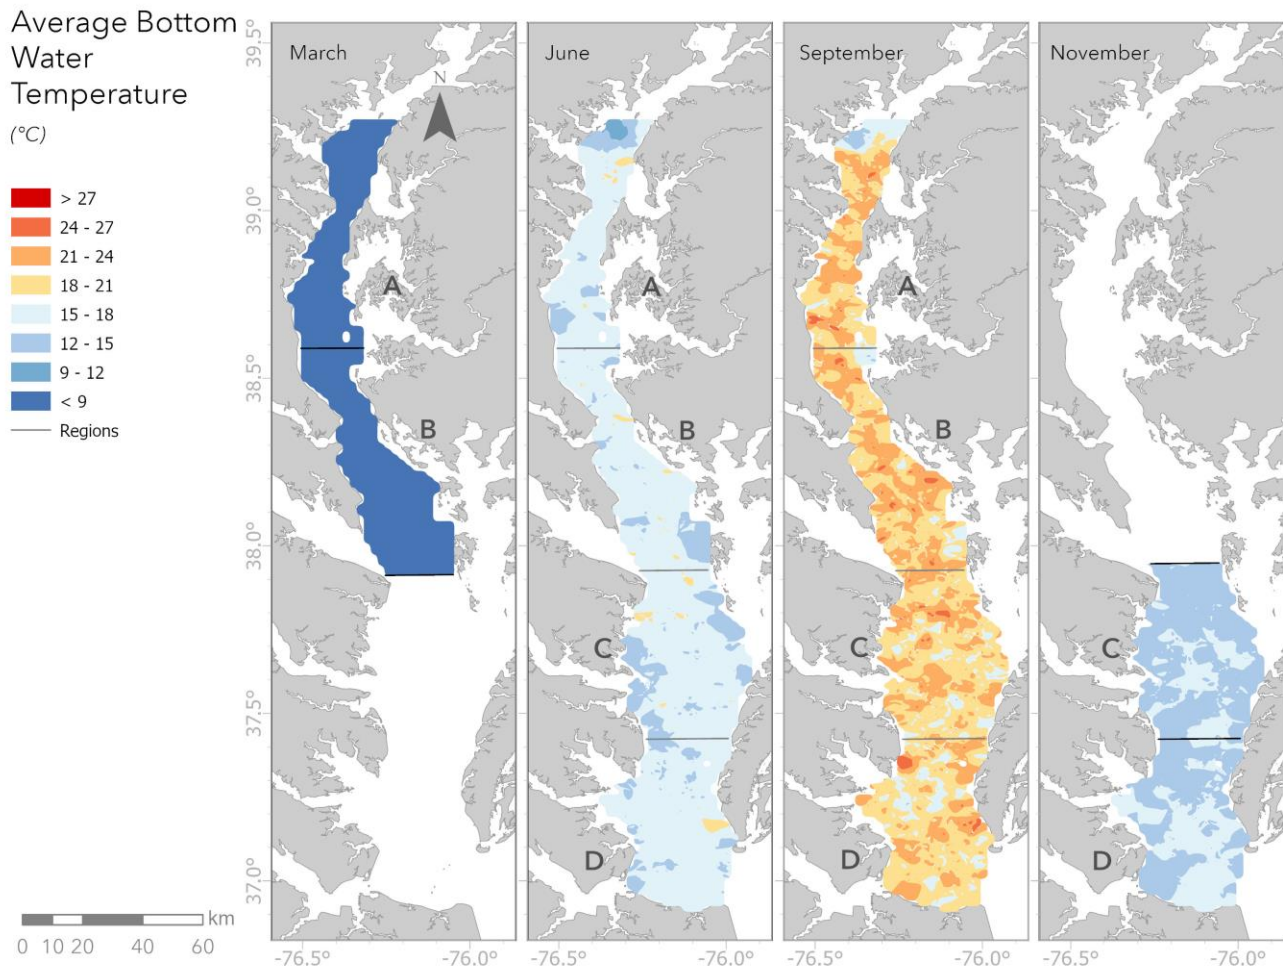 Average Bottom
Water
Temperature
(°C)
> 27
24 - 27
21 - 24
18 - 21
15 - 18
12 - 15
9 - 12
< 9
Regions
km
0 10 20 40 60
39.5°
39.0°
38.5°
38.0°
37.5°
37.0°
March
N
A
B
June
A
B
C
D
September
A
B
C
D
November
C
D
-76.5° -76.0° -76.5° -76.0° -76.5° -76.0° -76.5° -76.0°